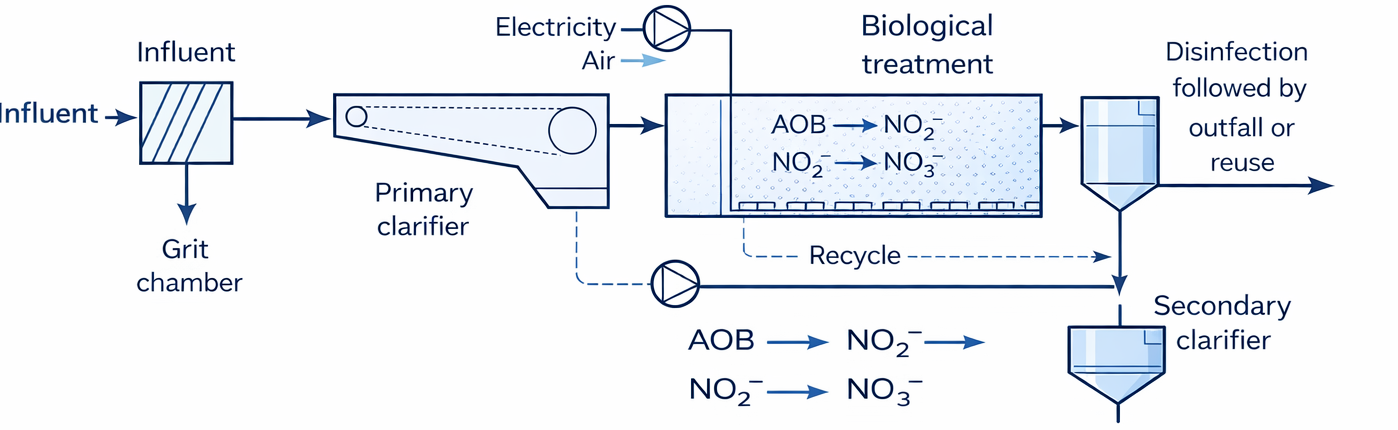 Influent
Influent
Grit
chamber
Primary
clarifier
Electricity
Air
Biological
treatment
AOB → NO₂⁻
NO₂⁻ → NO₃⁻
Recycle
Disinfection
followed by
outfall or
reuse
Secondary
clarifier
AOB → NO₂⁻ →
NO₂⁻ → NO₃⁻